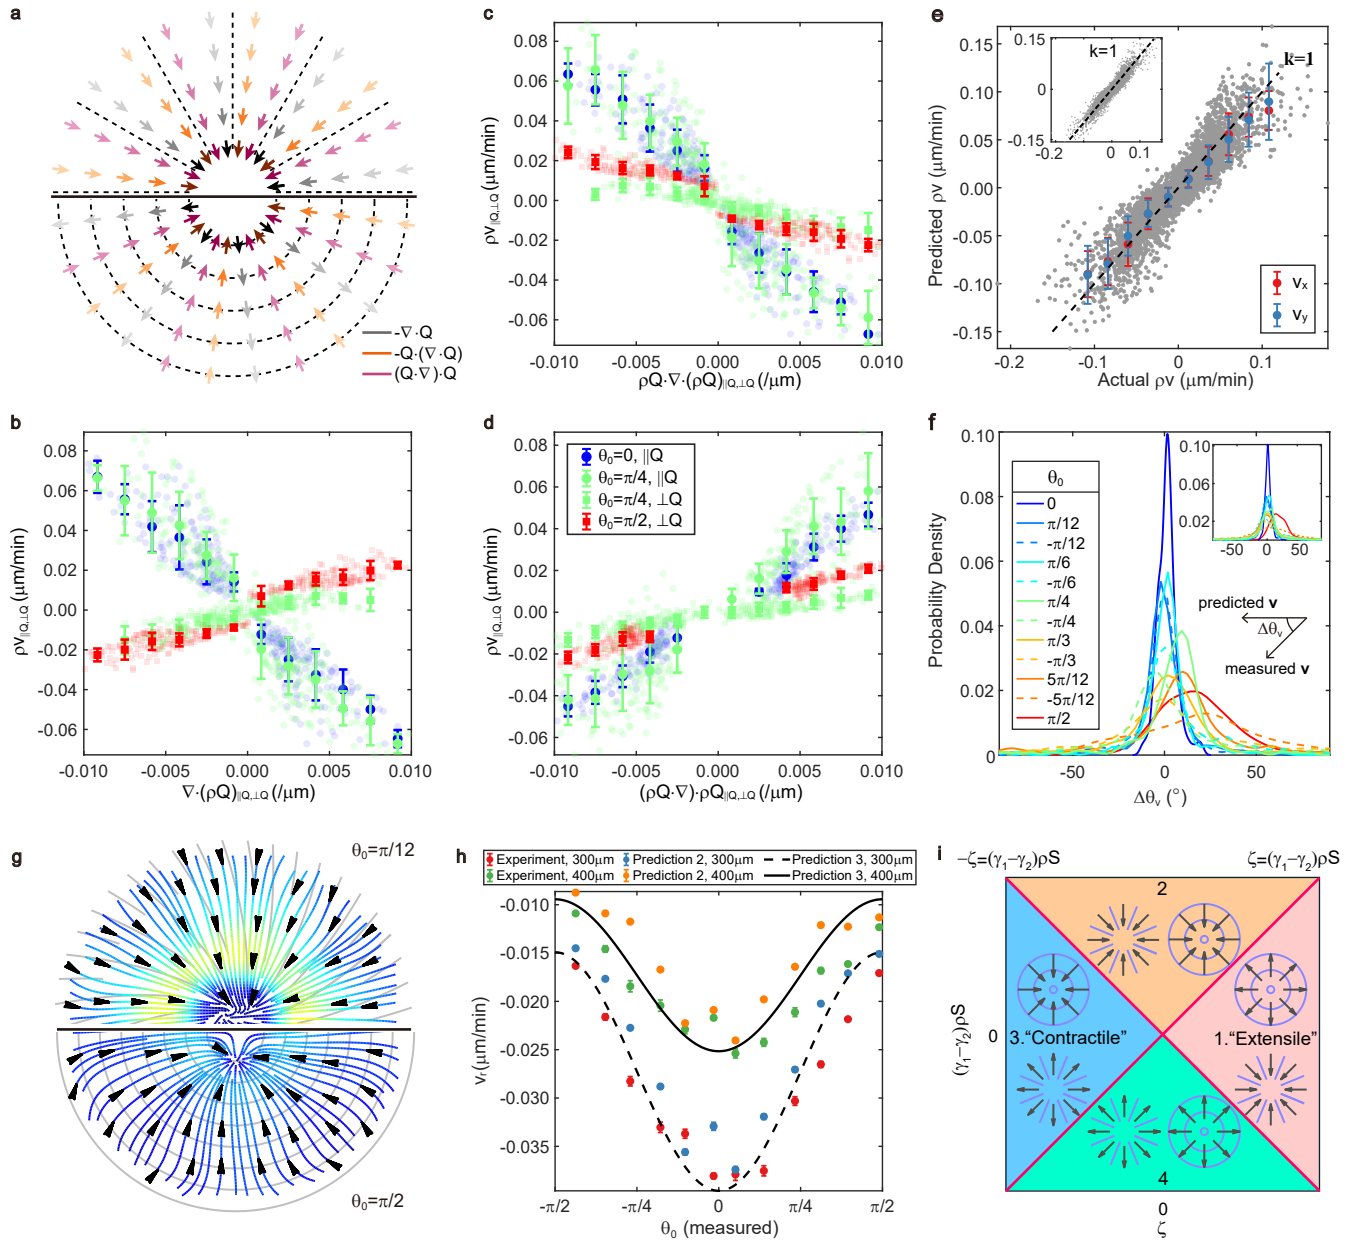 a
−∇·Q
−Q·(∇·Q)
(Q·∇)·Q
b
0.08
0.06
0.04
0.02
0.00
-0.02
-0.04
-0.06
ρv∥Q,⊥Q (μm/min)
-0.010
-0.005
0.000
0.005
0.010
∇·(ρQ)∥Q,⊥Q (/μm)
c
0.08
0.06
0.04
0.02
0.00
-0.02
-0.04
-0.06
ρv∥Q,⊥Q (μm/min)
-0.010
-0.005
0.000
0.005
0.010
ρQ·∇·(ρQ)∥Q,⊥Q (/μm)
d
θ₀=0, ∥Q
θ₀=π/4, ∥Q
θ₀=π/4, ⊥Q
θ₀=π/2, ⊥Q
0.08
0.06
0.04
0.02
0.00
-0.02
-0.04
-0.06
ρv∥Q,⊥Q (μm/min)
-0.010
-0.005
0.000
0.005
0.010
(ρQ·∇)·ρQ∥Q,⊥Q (/μm)
e
0.15
0.10
0.05
0.00
-0.05
-0.10
-0.15
Predicted ρv (μm/min)
0.15
0
-0.15
-0.2
-0.1
0
0.1
k=1
k=1
vₓ
v_y
-0.2
-0.1
0
0.1
Actual ρv (μm/min)
f
0.10
0.08
0.06
0.04
0.02
0
Probability Density
θ₀
0
π/12
-π/12
π/6
-π/6
π/4
-π/4
π/3
-π/3
5π/12
-5π/12
π/2
0.10
0.06
0.02
-50
0
50
predicted v
Δθᵥ
measured v
-50
0
50
Δθᵥ (°)
g
θ₀=π/12
θ₀=π/2
h
Experiment, 300μm
Prediction 2, 300μm
Prediction 3, 300μm
Experiment, 400μm
Prediction 2, 400μm
Prediction 3, 400μm
-0.010
-0.015
-0.020
-0.025
-0.030
-0.035
vᵣ(μm/min)
-π/2
-π/4
0
π/4
π/2
θ₀ (measured)
i
−ζ=(γ₁−γ₂)ρS
ζ=(γ₁−γ₂)ρS
2
3.“Contractile”
1.“Extensile”
4
0
(γ₁−γ₂)ρS
0
ζ